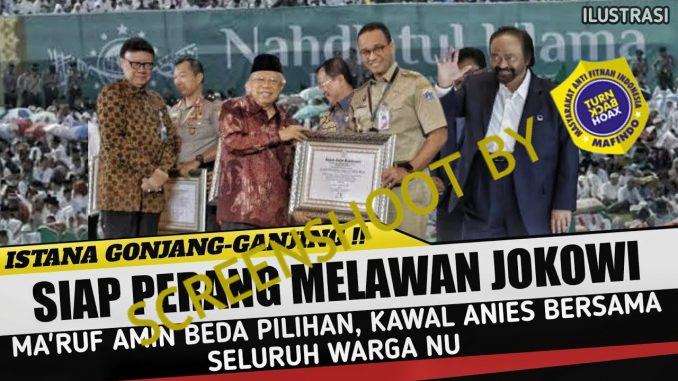 ILUSTRASI
Nahdlatul Ulama
MASYARAKAT ANTI FITNAH INDONESIA
TURN
BACK
HOAX
MAFINDO
SCREENSHOOT BY
ISTANA GONJANG-GANJING !!
SIAP PERANG MELAWAN JOKOWI
MA'RUF AMIN BEDA PILIHAN, KAWAL ANIES BERSAMA
SELURUH WARGA NU